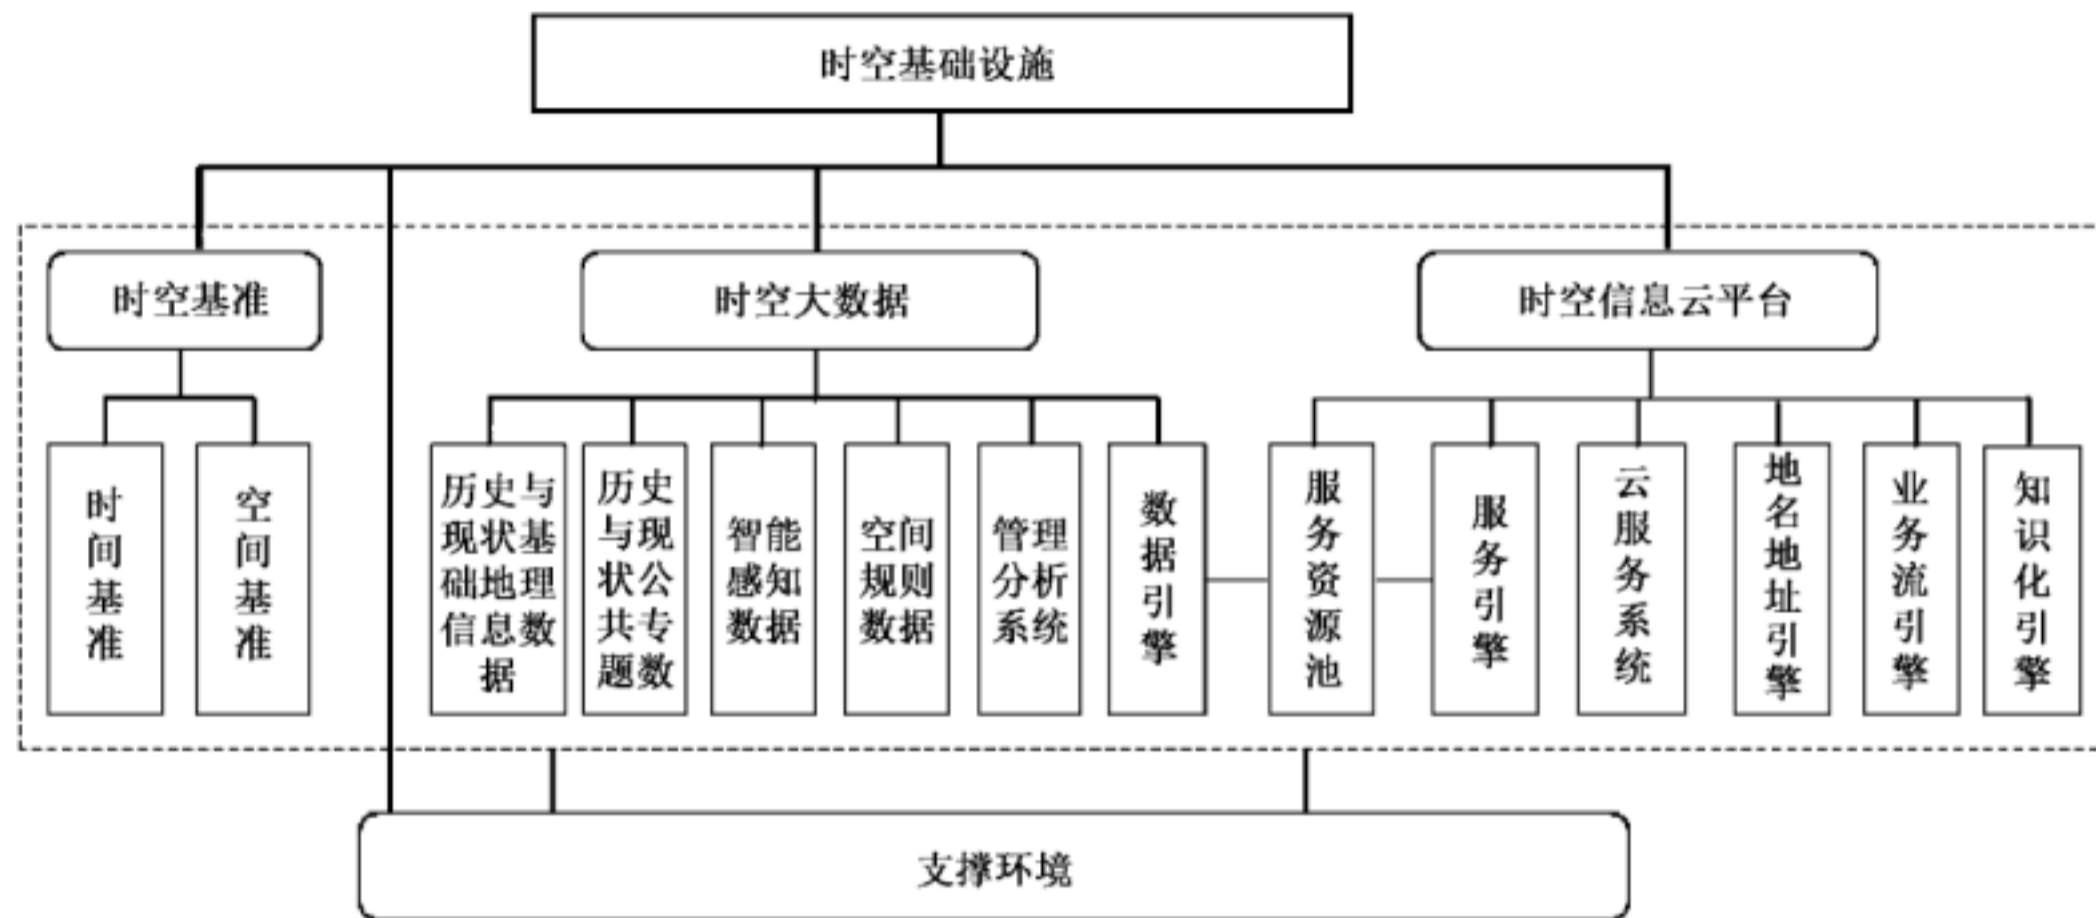 时空基础设施
时空基准
时空大数据
时空信息云平台
时间基准
空间基准
历史与
现状基
础地理
信息数
据
历史
与现
状公
共专
题数
智能
感知
数据
空间
规则
数据
管理
分析
系统
数据引擎
服务资源池
服务引擎
云服务系统
地名地址引擎
业务流引擎
知识化引擎
支撑环境